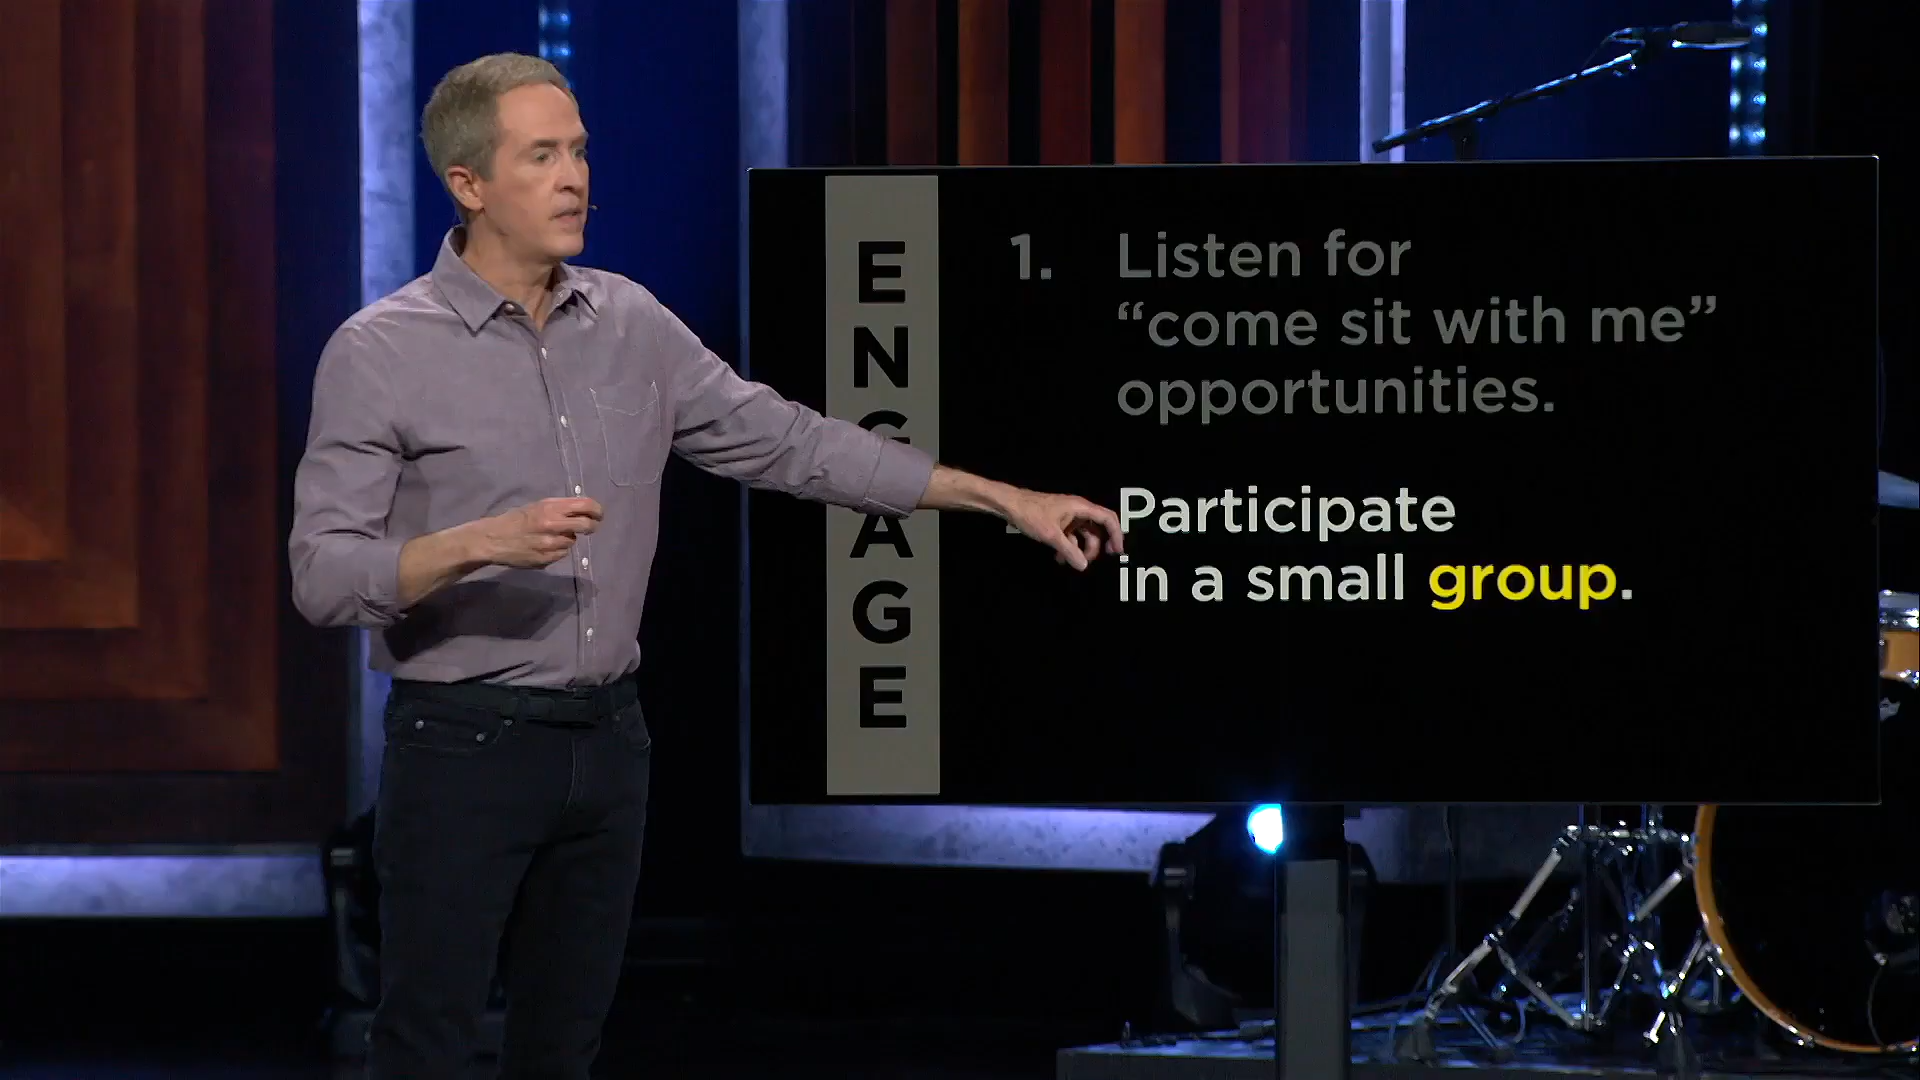 ENGAGE
1. Listen for
“come sit with me”
opportunities.
Participate
in a small group.